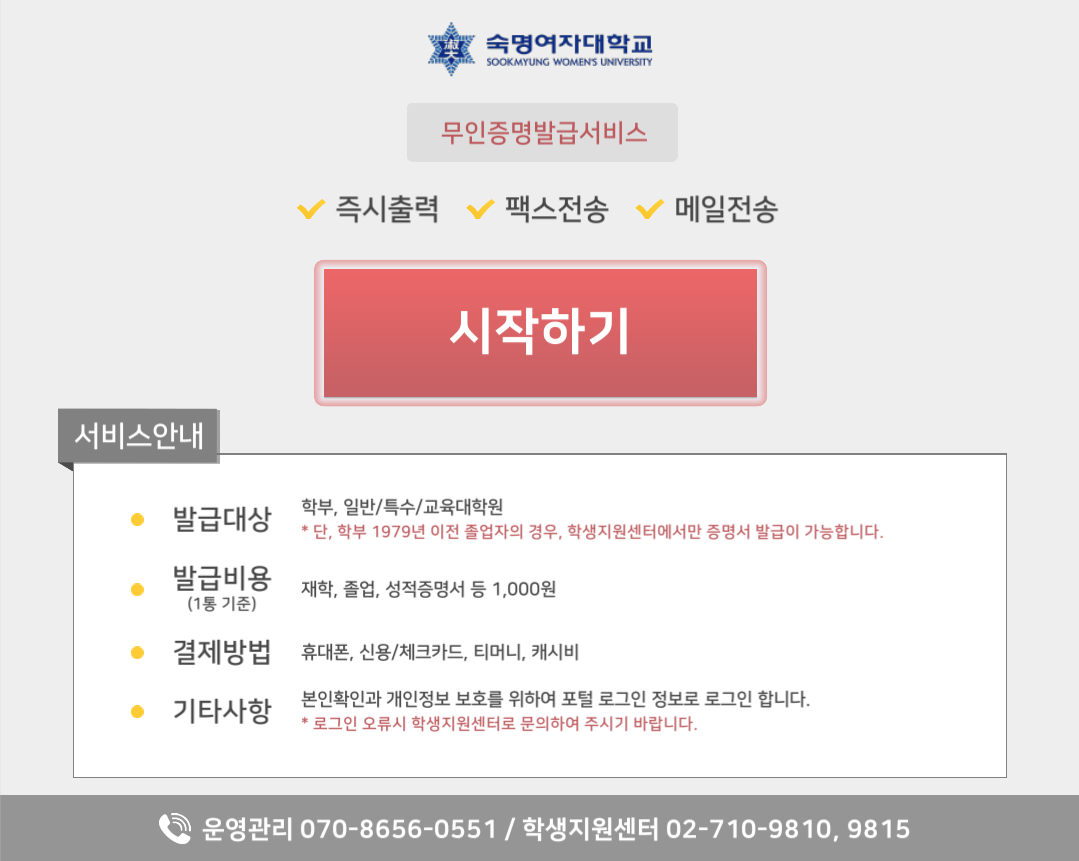 숙명여자대학교
SOOKMYUNG WOMEN'S UNIVERSITY
무인증명발급서비스
즉시출력 팩스전송 메일전송
시작하기
서비스안내
발급대상
학부, 일반/특수/교육대학원
* 단, 학부 1979년 이전 졸업자의 경우, 학생지원센터에서만 증명서 발급이 가능합니다.
발급비용
(1통 기준)
재학, 졸업, 성적증명서 등 1,000원
결제방법
휴대폰, 신용/체크카드, 티머니, 캐시비
기타사항
본인확인과 개인정보 보호를 위하여 포털 로그인 정보로 로그인 합니다.
* 로그인 오류시 학생지원센터로 문의하여 주시기 바랍니다.
운영관리 070-8656-0551 / 학생지원센터 02-710-9810, 9815